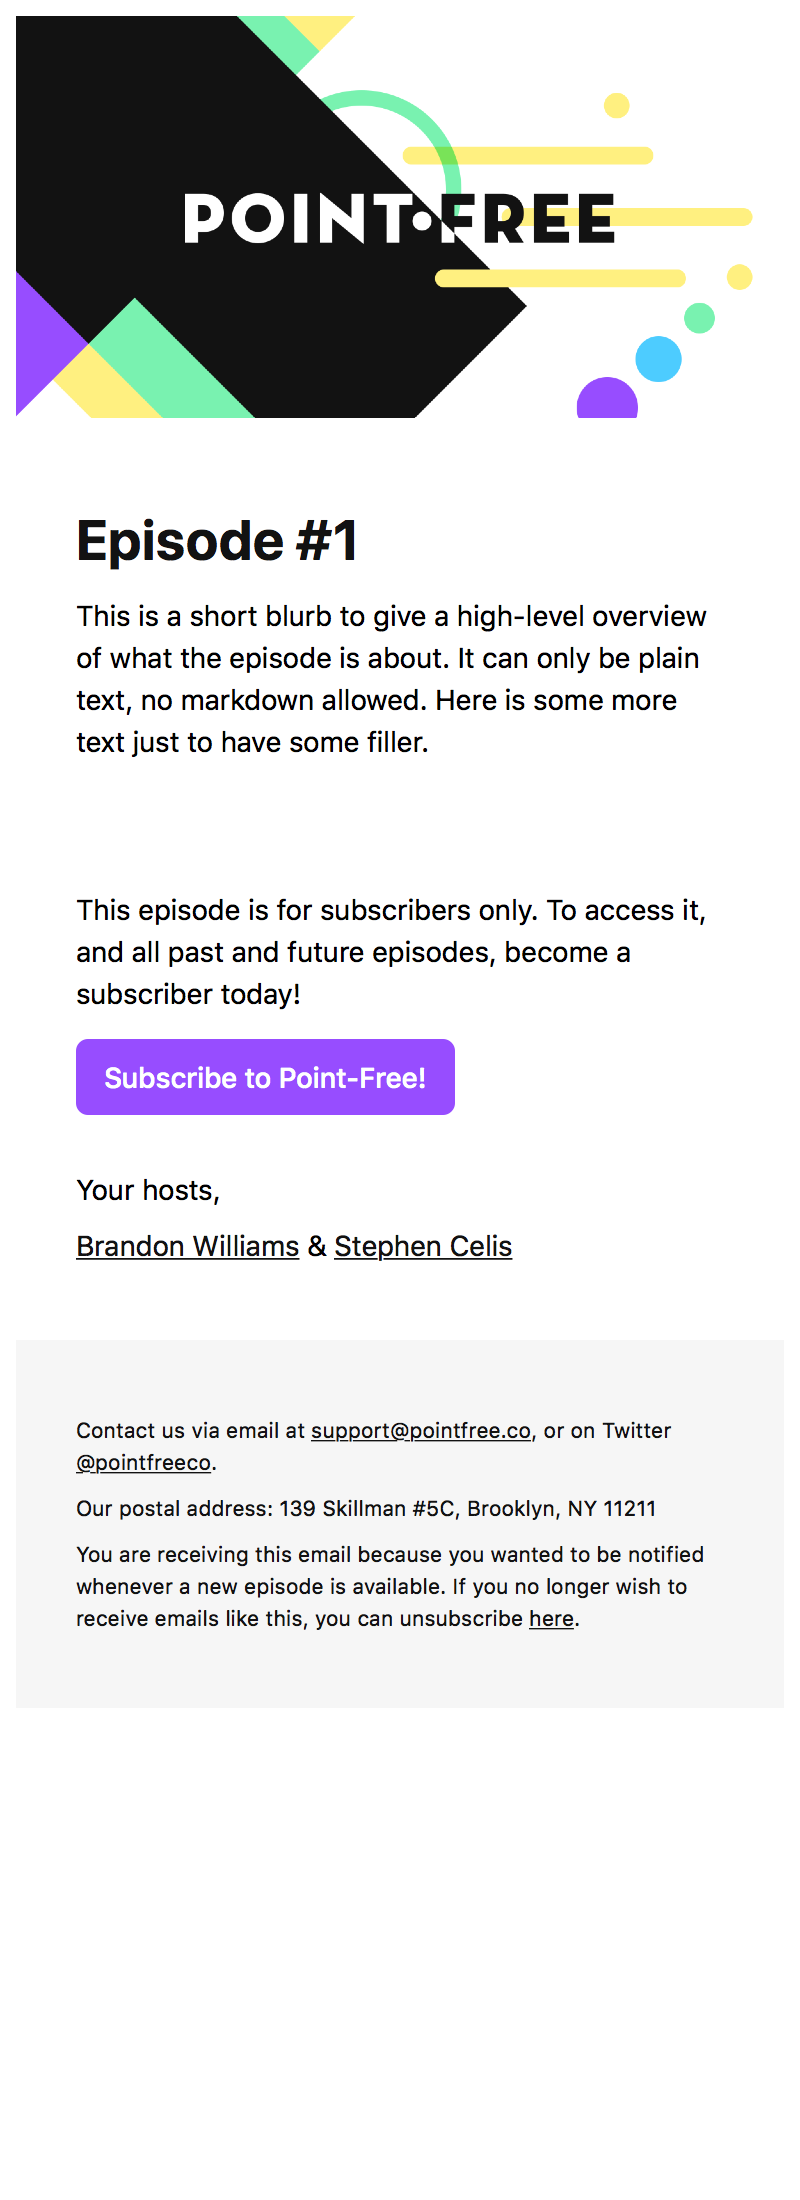 POINT•FREE
Episode #1
This is a short blurb to give a high-level overview
of what the episode is about. It can only be plain
text, no markdown allowed. Here is some more
text just to have some filler.
This episode is for subscribers only. To access it,
and all past and future episodes, become a
subscriber today!
Subscribe to Point-Free!
Your hosts,
Brandon Williams & Stephen Celis
Contact us via email at support@pointfree.co, or on Twitter
@pointfreeco.
Our postal address: 139 Skillman #5C, Brooklyn, NY 11211
You are receiving this email because you wanted to be notified
whenever a new episode is available. If you no longer wish to
receive emails like this, you can unsubscribe here.